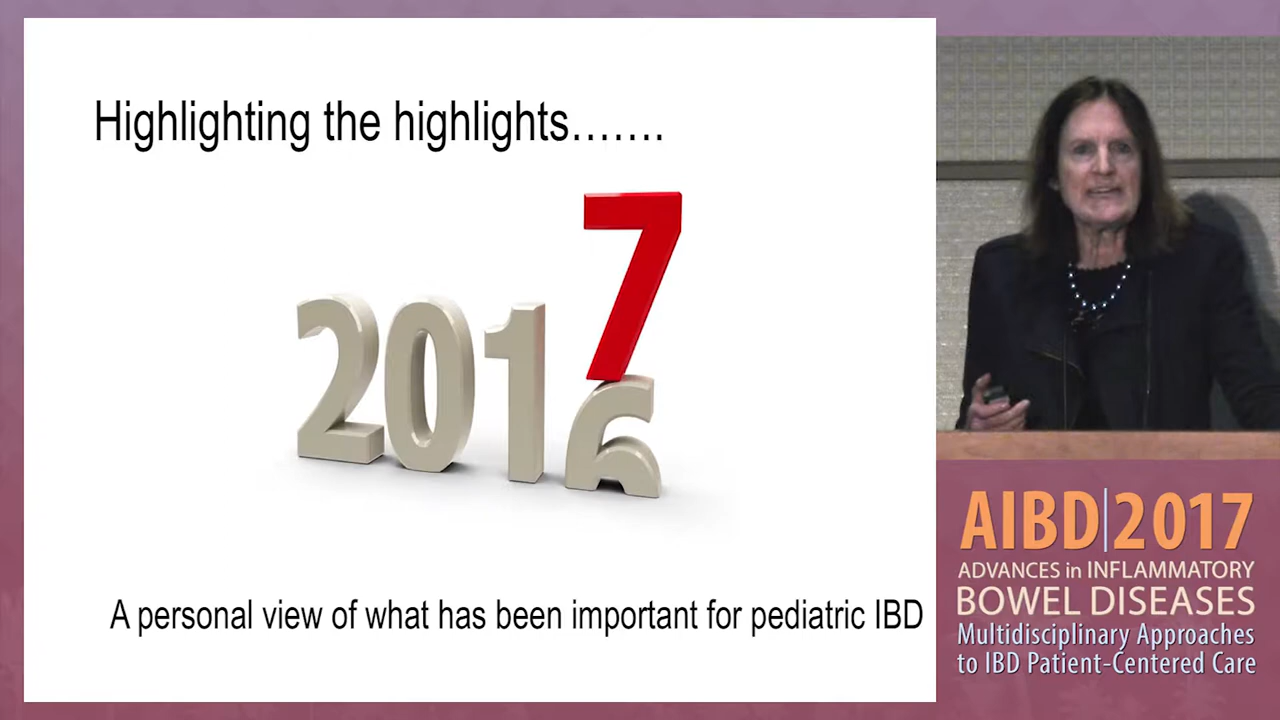 Highlighting the highlights.......
2017
6
A personal view of what has been important for pediatric IBD
AIBD|2017
ADVANCES in INFLAMMATORY
BOWEL DISEASES
Multidisciplinary Approaches
to IBD Patient-Centered Care